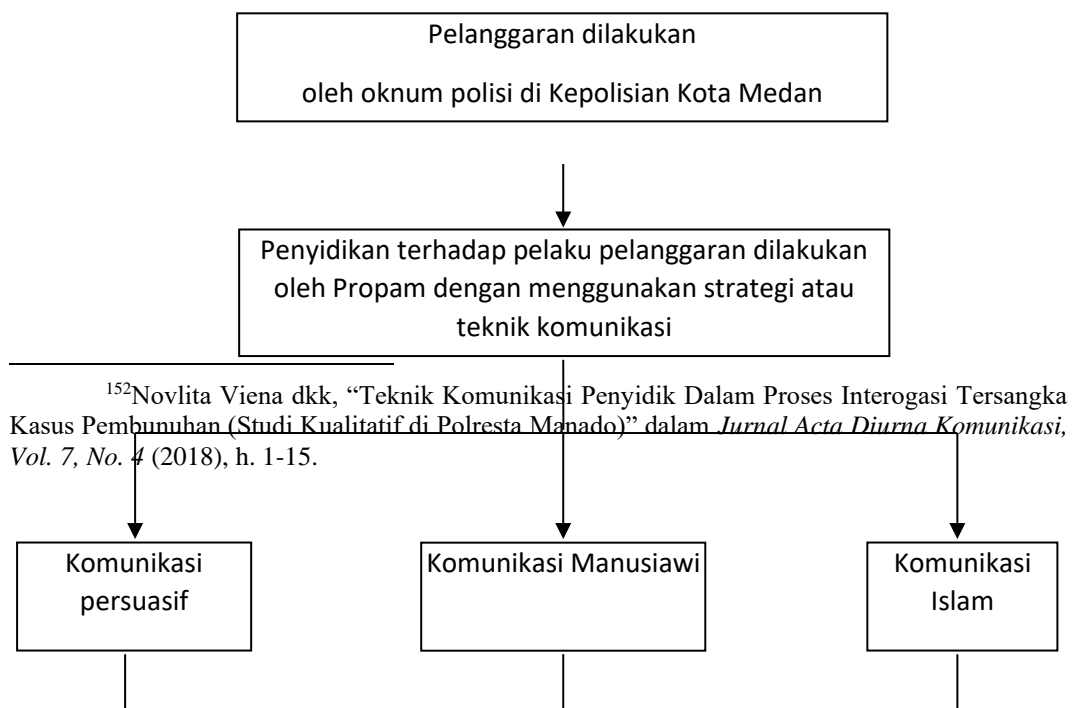 Pelanggaran dilakukan
oleh oknum polisi di Kepolisian Kota Medan
Penyidikan terhadap pelaku pelanggaran dilakukan
oleh Propam dengan menggunakan strategi atau
teknik komunikasi
152Novlita Viena dkk, “Teknik Komunikasi Penyidik Dalam Proses Interogasi Tersangka
Kasus Pembunuhan (Studi Kualitatif di Polresta Manado)” dalam Jurnal Acta Diurna Komunikasi,
Vol. 7, No. 4 (2018), h. 1-15.
Komunikasi
persuasif
Komunikasi Manusiawi
Komunikasi
Islam